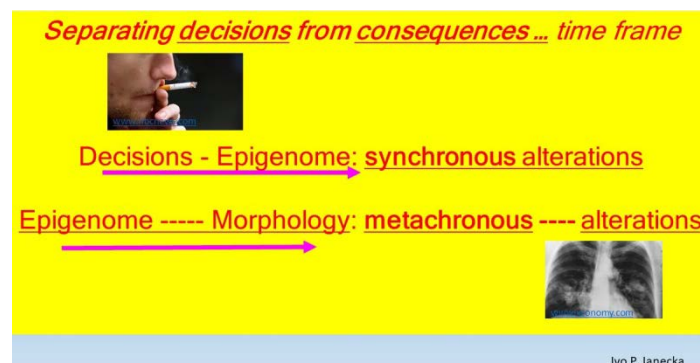 Separating decisions from consequences ... time frame
Decisions - Epigenome: synchronous alterations
Epigenome ----- Morphology: metachronous ---- alterations
Ivo P. Janecka